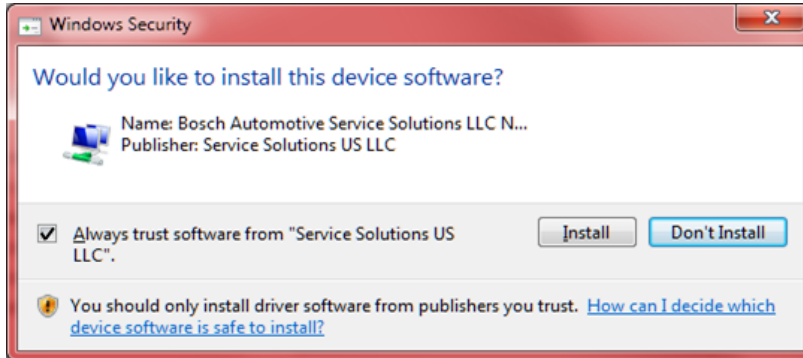 Windows Security
Would you like to install this device software?
Name: Bosch Automotive Service Solutions LLC N...
Publisher: Service Solutions US LLC
Always trust software from "Service Solutions US
LLC".
Install
Don't Install
You should only install driver software from publishers you trust. How can I decide which
device software is safe to install?